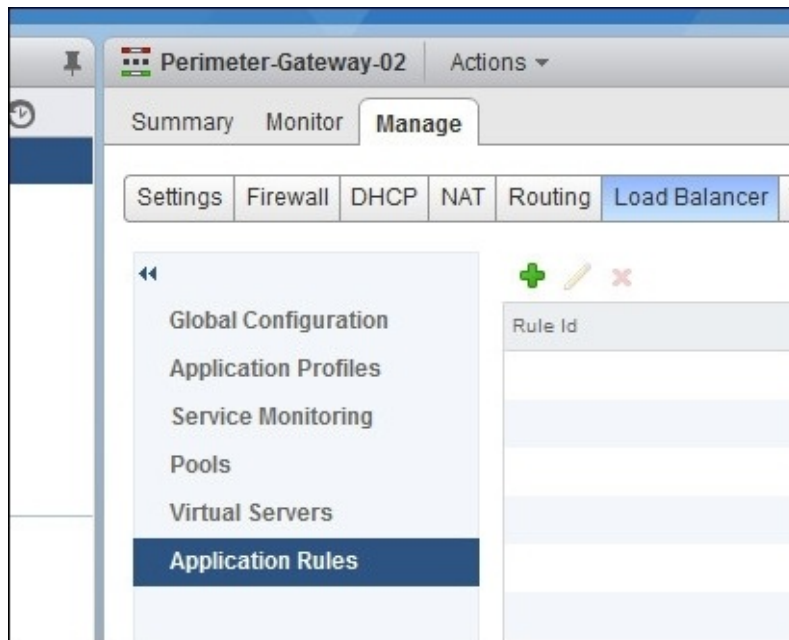 Perimeter-Gateway-02 Actions
Summary Monitor Manage
Settings Firewall DHCP NAT Routing Load Balancer
Global Configuration
Rule Id
Application Profiles
Service Monitoring
Pools
Virtual Servers
Application Rules